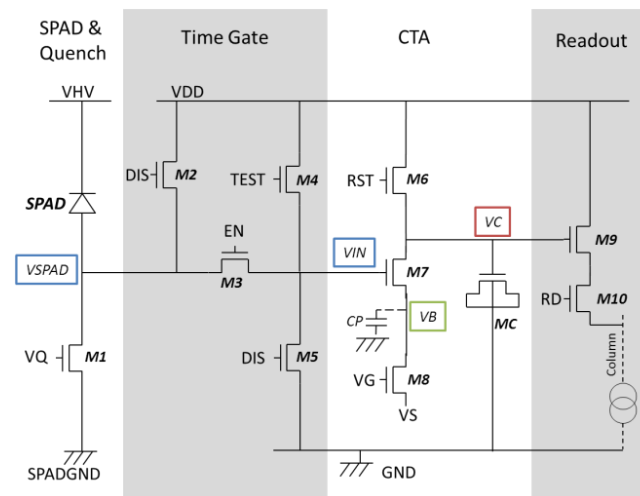 SPAD &
Quench
Time Gate
CTA
Readout
VHV
VDD
DIS
M2
TEST
M4
RST
M6
SPAD
EN
VSPAD
M3
VIN
M7
VC
M9
CP
VB
MC
RD
M10
VQ
M1
DIS
M5
VG
M8
VS
Column
SPADGND
GND